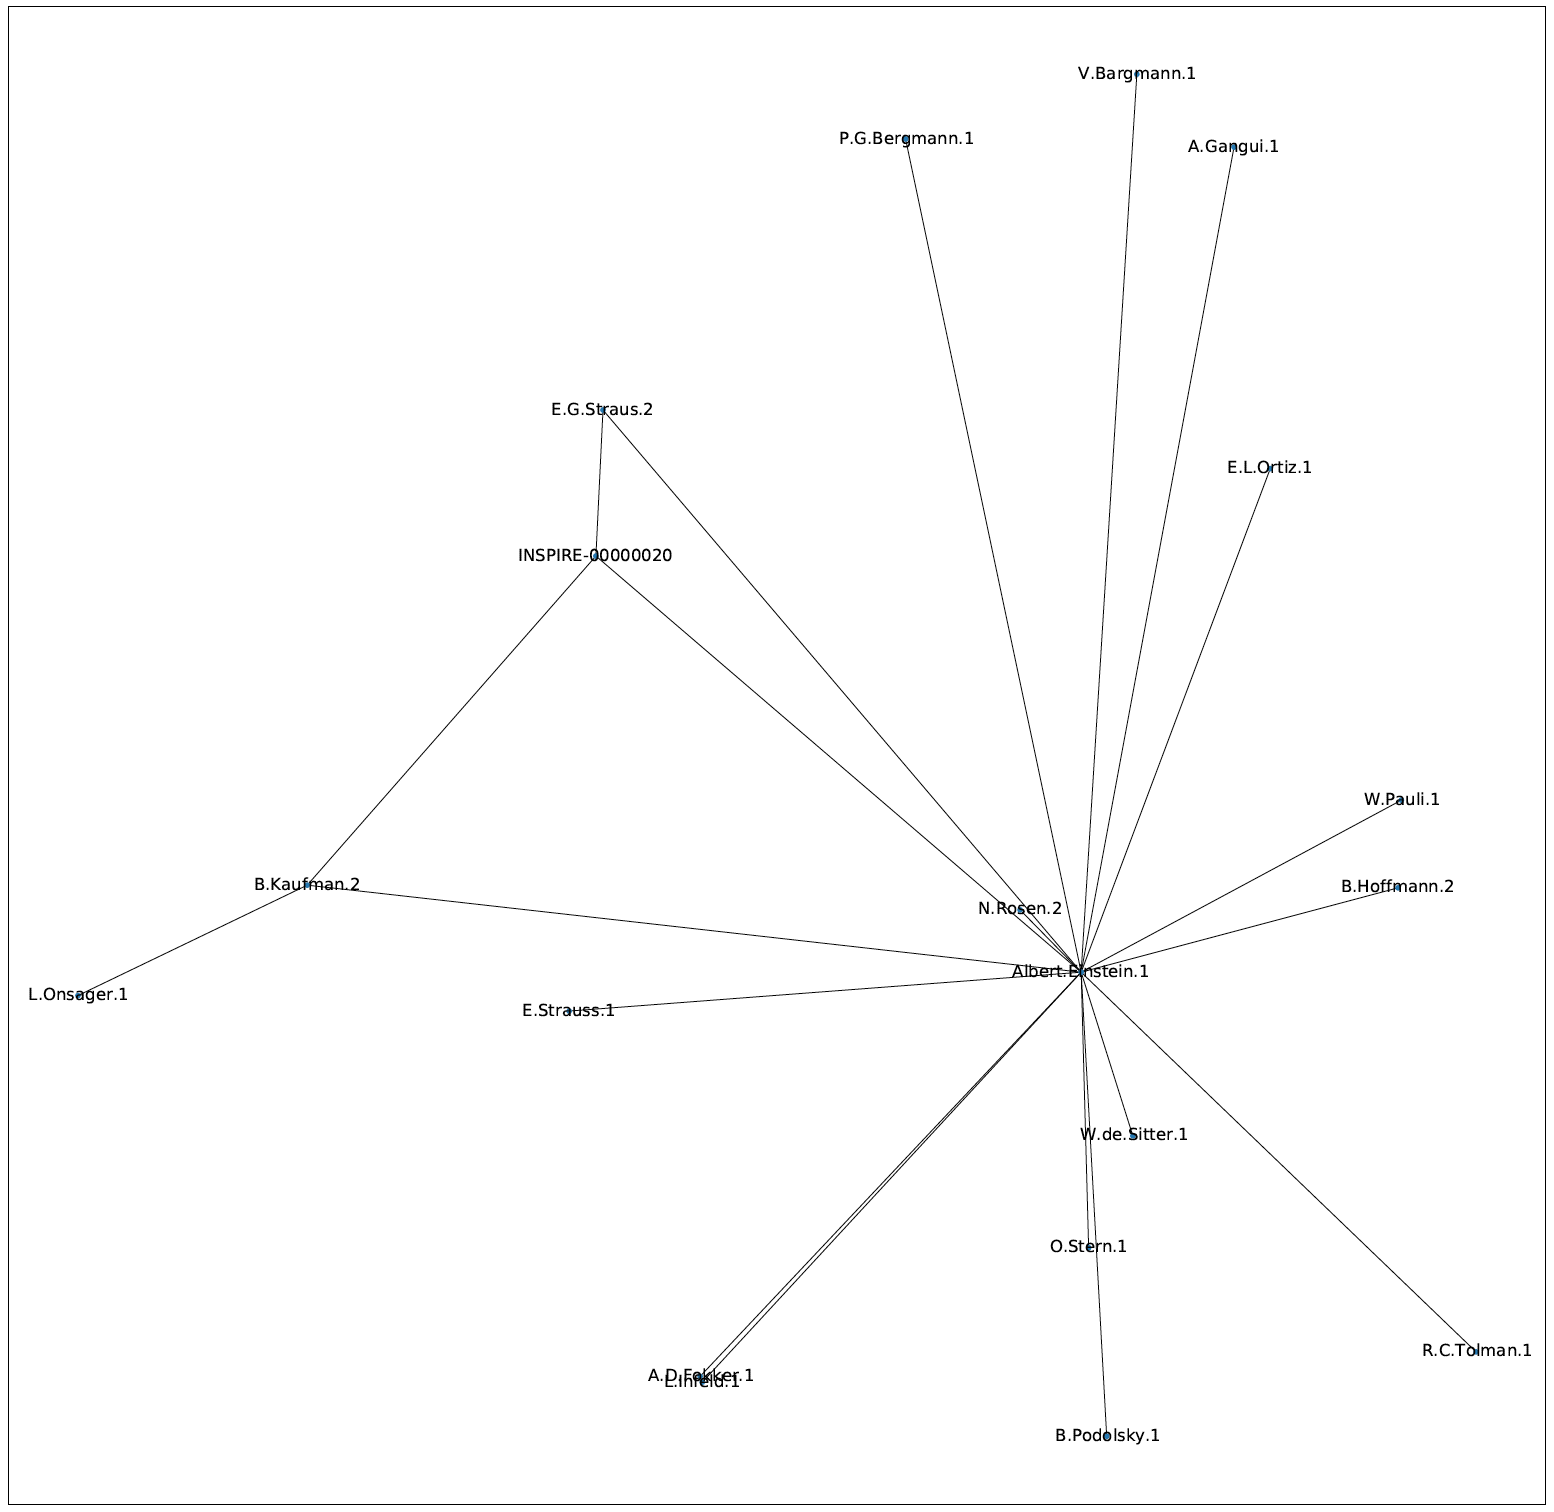 V.Bargmann.1
P.G.Bergmann.1
A.Gangui.1
E.G.Straus.2
E.L.Ortiz.1
INSPIRE-00000020
W.Pauli.1
B.Kaufman.2
B.Hoffmann.2
N.Rosen.2
Albert.Einstein.1
L.Onsager.1
E.Strauss.1
W.de.Sitter.1
O.Stern.1
R.C.Tolman.1
A.D.Fokker.1
L.Infeld.1
B.Podolsky.1